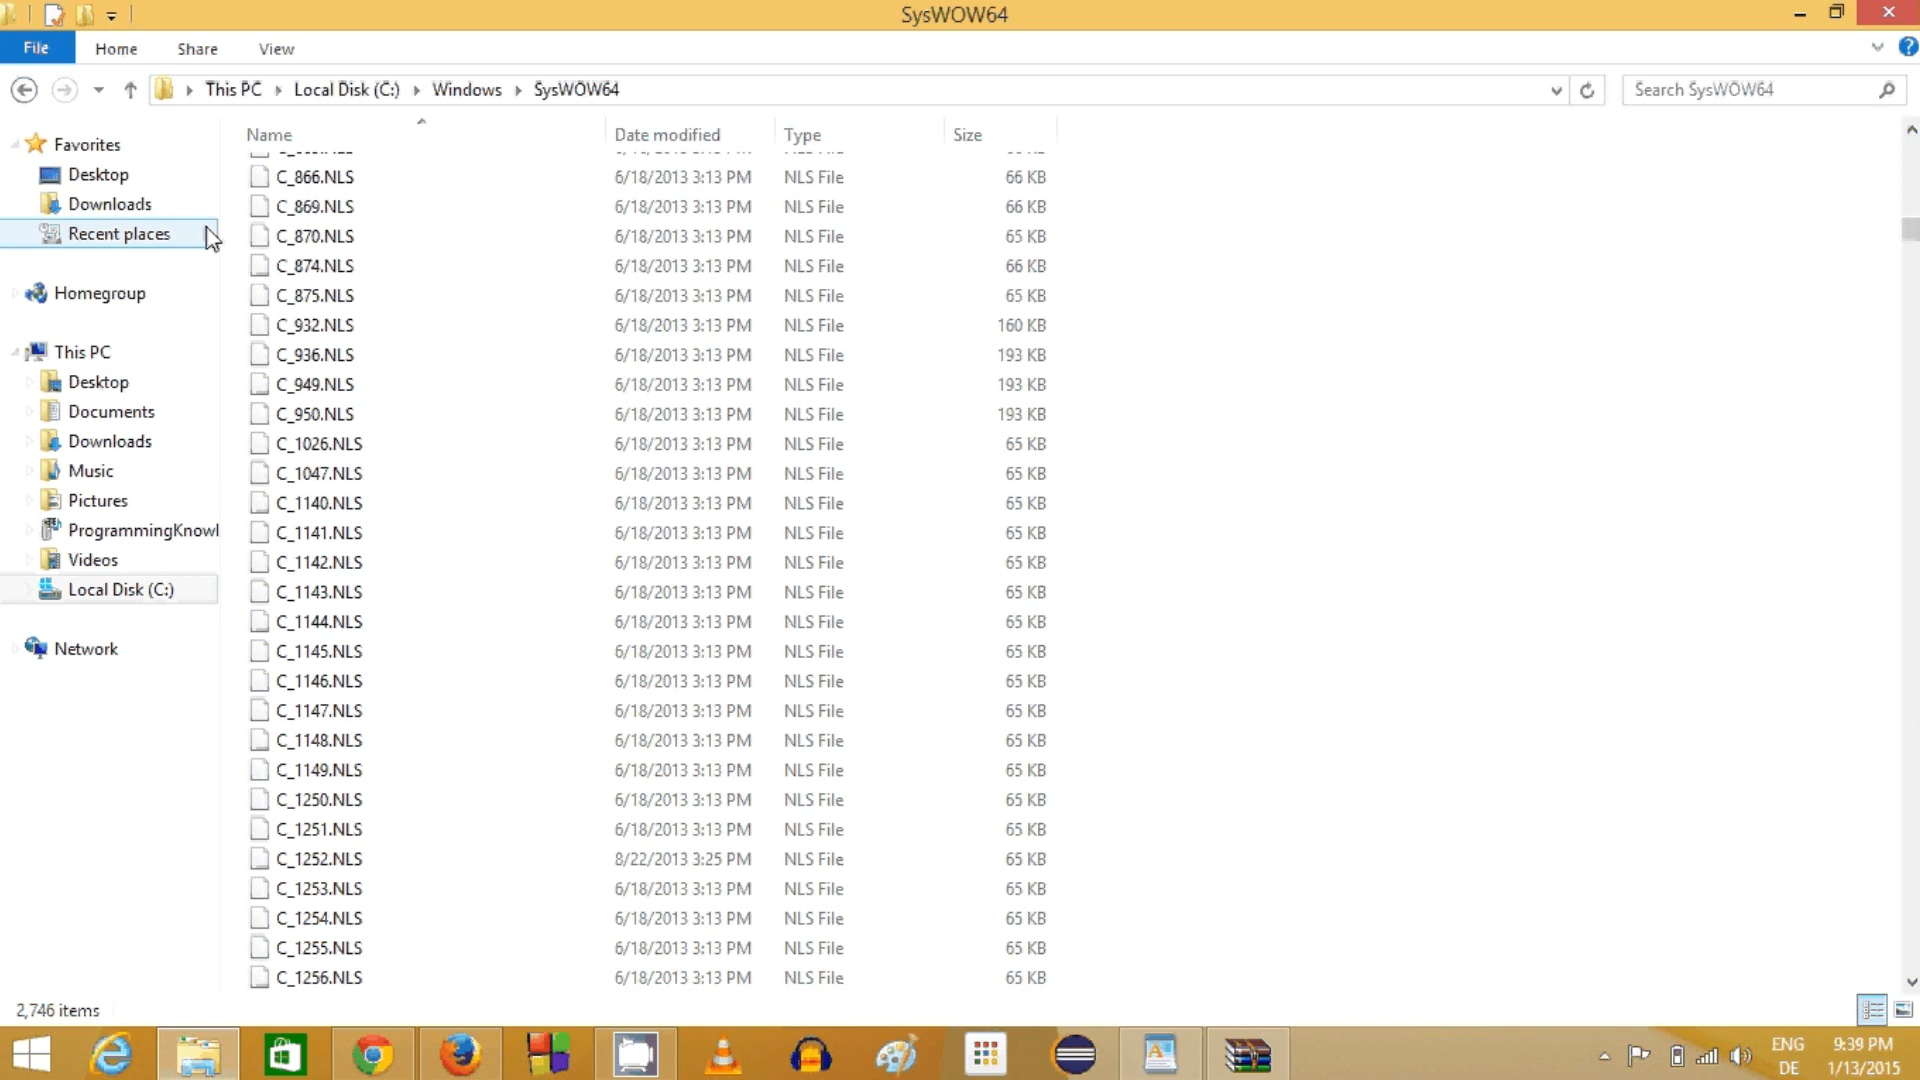 SysWOW64
File Home Share View
This PC Local Disk (C:) Windows SysWOW64
Search SysWOW64
Name Date modified Type Size
Favorites
Desktop
Downloads
Recent places
Homegroup
This PC
Desktop
Documents
Downloads
Music
Pictures
ProgrammingKnowl
Videos
Local Disk (C:)
Network
C_866.NLS 6/18/2013 3:13 PM NLS File 66 KB
C_869.NLS 6/18/2013 3:13 PM NLS File 66 KB
C_870.NLS 6/18/2013 3:13 PM NLS File 65 KB
C_874.NLS 6/18/2013 3:13 PM NLS File 66 KB
C_875.NLS 6/18/2013 3:13 PM NLS File 65 KB
C_932.NLS 6/18/2013 3:13 PM NLS File 160 KB
C_936.NLS 6/18/2013 3:13 PM NLS File 193 KB
C_949.NLS 6/18/2013 3:13 PM NLS File 193 KB
C_950.NLS 6/18/2013 3:13 PM NLS File 193 KB
C_1026.NLS 6/18/2013 3:13 PM NLS File 65 KB
C_1047.NLS 6/18/2013 3:13 PM NLS File 65 KB
C_1140.NLS 6/18/2013 3:13 PM NLS File 65 KB
C_1141.NLS 6/18/2013 3:13 PM NLS File 65 KB
C_1142.NLS 6/18/2013 3:13 PM NLS File 65 KB
C_1143.NLS 6/18/2013 3:13 PM NLS File 65 KB
C_1144.NLS 6/18/2013 3:13 PM NLS File 65 KB
C_1145.NLS 6/18/2013 3:13 PM NLS File 65 KB
C_1146.NLS 6/18/2013 3:13 PM NLS File 65 KB
C_1147.NLS 6/18/2013 3:13 PM NLS File 65 KB
C_1148.NLS 6/18/2013 3:13 PM NLS File 65 KB
C_1149.NLS 6/18/2013 3:13 PM NLS File 65 KB
C_1250.NLS 6/18/2013 3:13 PM NLS File 65 KB
C_1251.NLS 6/18/2013 3:13 PM NLS File 65 KB
C_1252.NLS 8/22/2013 3:25 PM NLS File 65 KB
C_1253.NLS 6/18/2013 3:13 PM NLS File 65 KB
C_1254.NLS 6/18/2013 3:13 PM NLS File 65 KB
C_1255.NLS 6/18/2013 3:13 PM NLS File 65 KB
C_1256.NLS 6/18/2013 3:13 PM NLS File 65 KB
2,746 items
ENG 9:39 PM
DE 1/13/2015